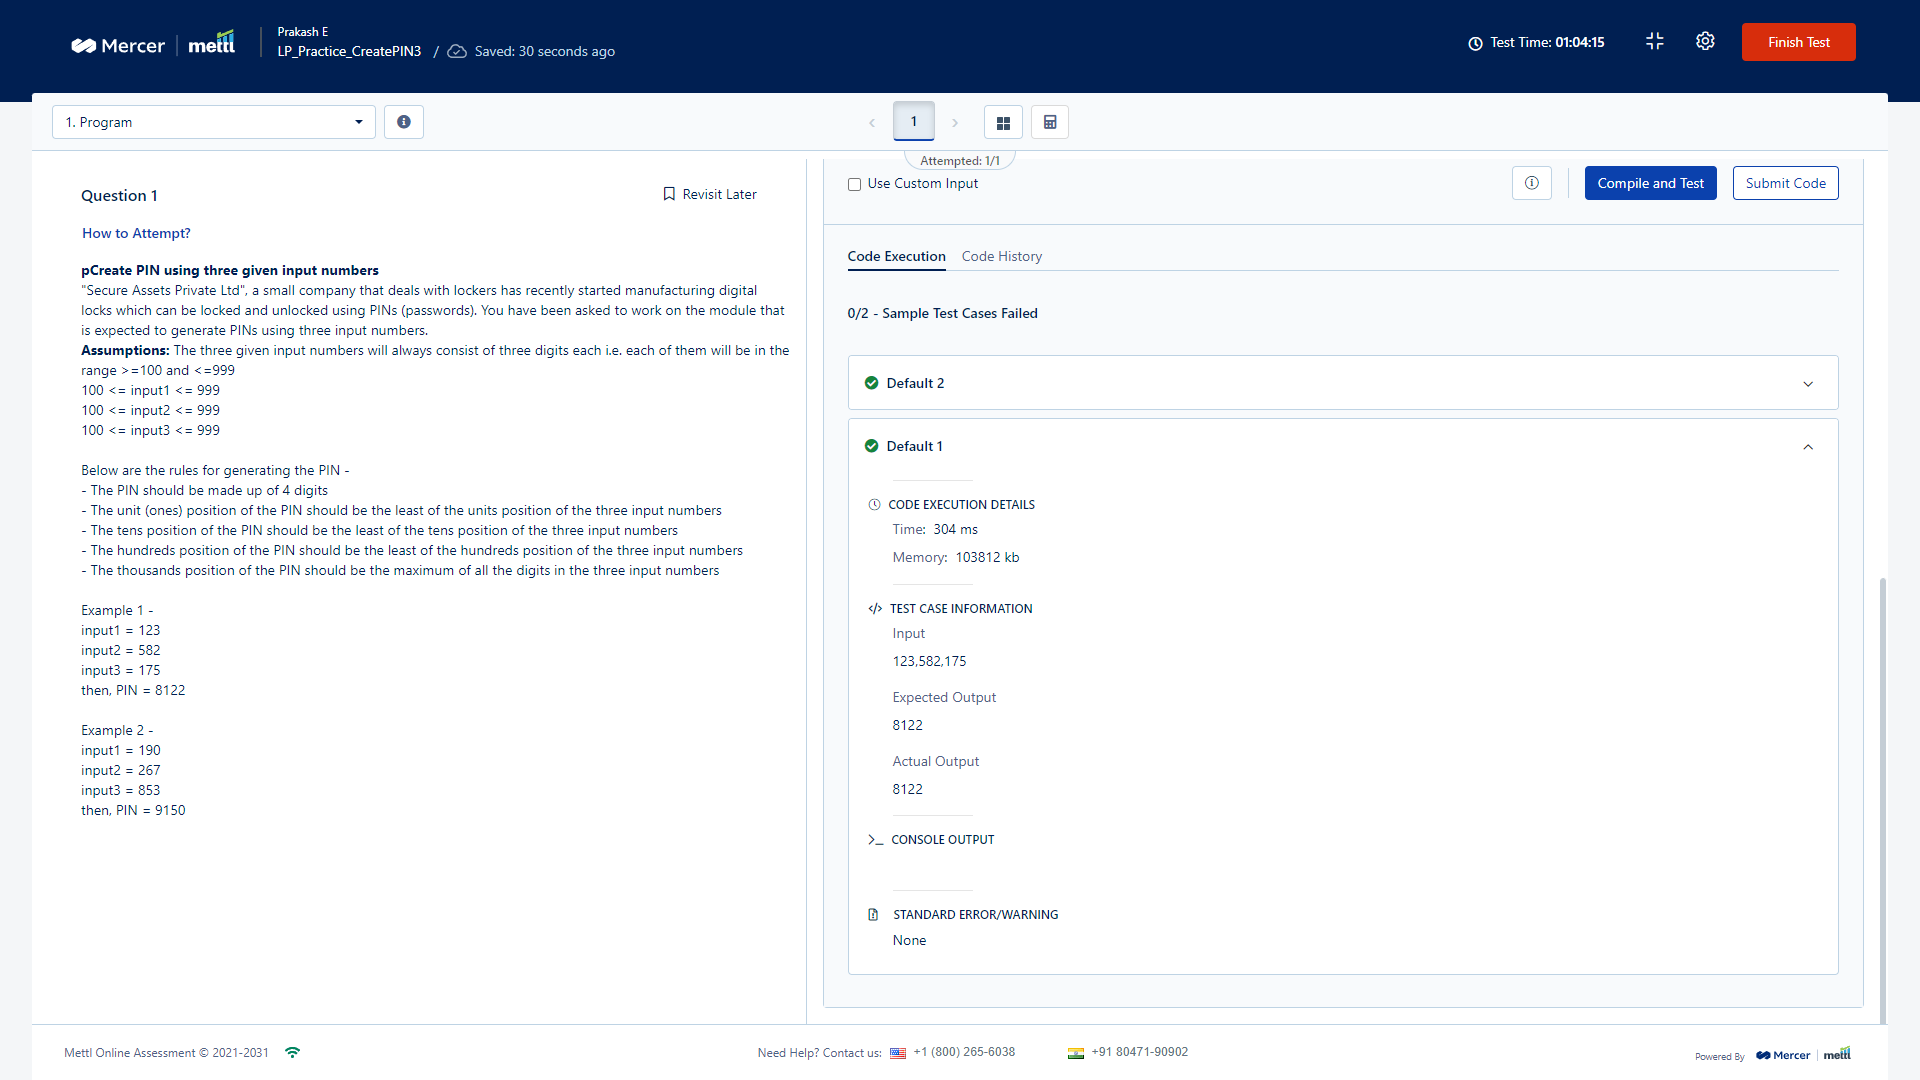 Mercer | mettl
Prakash E
LP_Practice_CreatePIN3 / Saved: 30 seconds ago
Test Time: 01:04:15
Finish Test
1. Program
1
Attempted: 1/1
Question 1
Revisit Later
How to Attempt?
pCreate PIN using three given input numbers
"Secure Assets Private Ltd", a small company that deals with lockers has recently started manufacturing digital
locks which can be locked and unlocked using PINs (passwords). You have been asked to work on the module that
is expected to generate PINs using three input numbers.
Assumptions: The three given input numbers will always consist of three digits each i.e. each of them will be in the
range >=100 and <=999
100 <= input1 <= 999
100 <= input2 <= 999
100 <= input3 <= 999
Below are the rules for generating the PIN -
- The PIN should be made up of 4 digits
- The unit (ones) position of the PIN should be the least of the units position of the three input numbers
- The tens position of the PIN should be the least of the tens position of the three input numbers
- The hundreds position of the PIN should be the least of the hundreds position of the three input numbers
- The thousands position of the PIN should be the maximum of all the digits in the three input numbers
Example 1 -
input1 = 123
input2 = 582
input3 = 175
then, PIN = 8122
Example 2 -
input1 = 190
input2 = 267
input3 = 853
then, PIN = 9150
Use Custom Input
Compile and Test
Submit Code
Code Execution
Code History
0/2 - Sample Test Cases Failed
Default 2
Default 1
CODE EXECUTION DETAILS
Time: 304 ms
Memory: 103812 kb
</> TEST CASE INFORMATION
Input
123,582,175
Expected Output
8122
Actual Output
8122
CONSOLE OUTPUT
STANDARD ERROR/WARNING
None
Mettl Online Assessment © 2021-2031
Need Help? Contact us: +1 (800) 265-6038
+91 80471-90902
Powered By Mercer | mettl